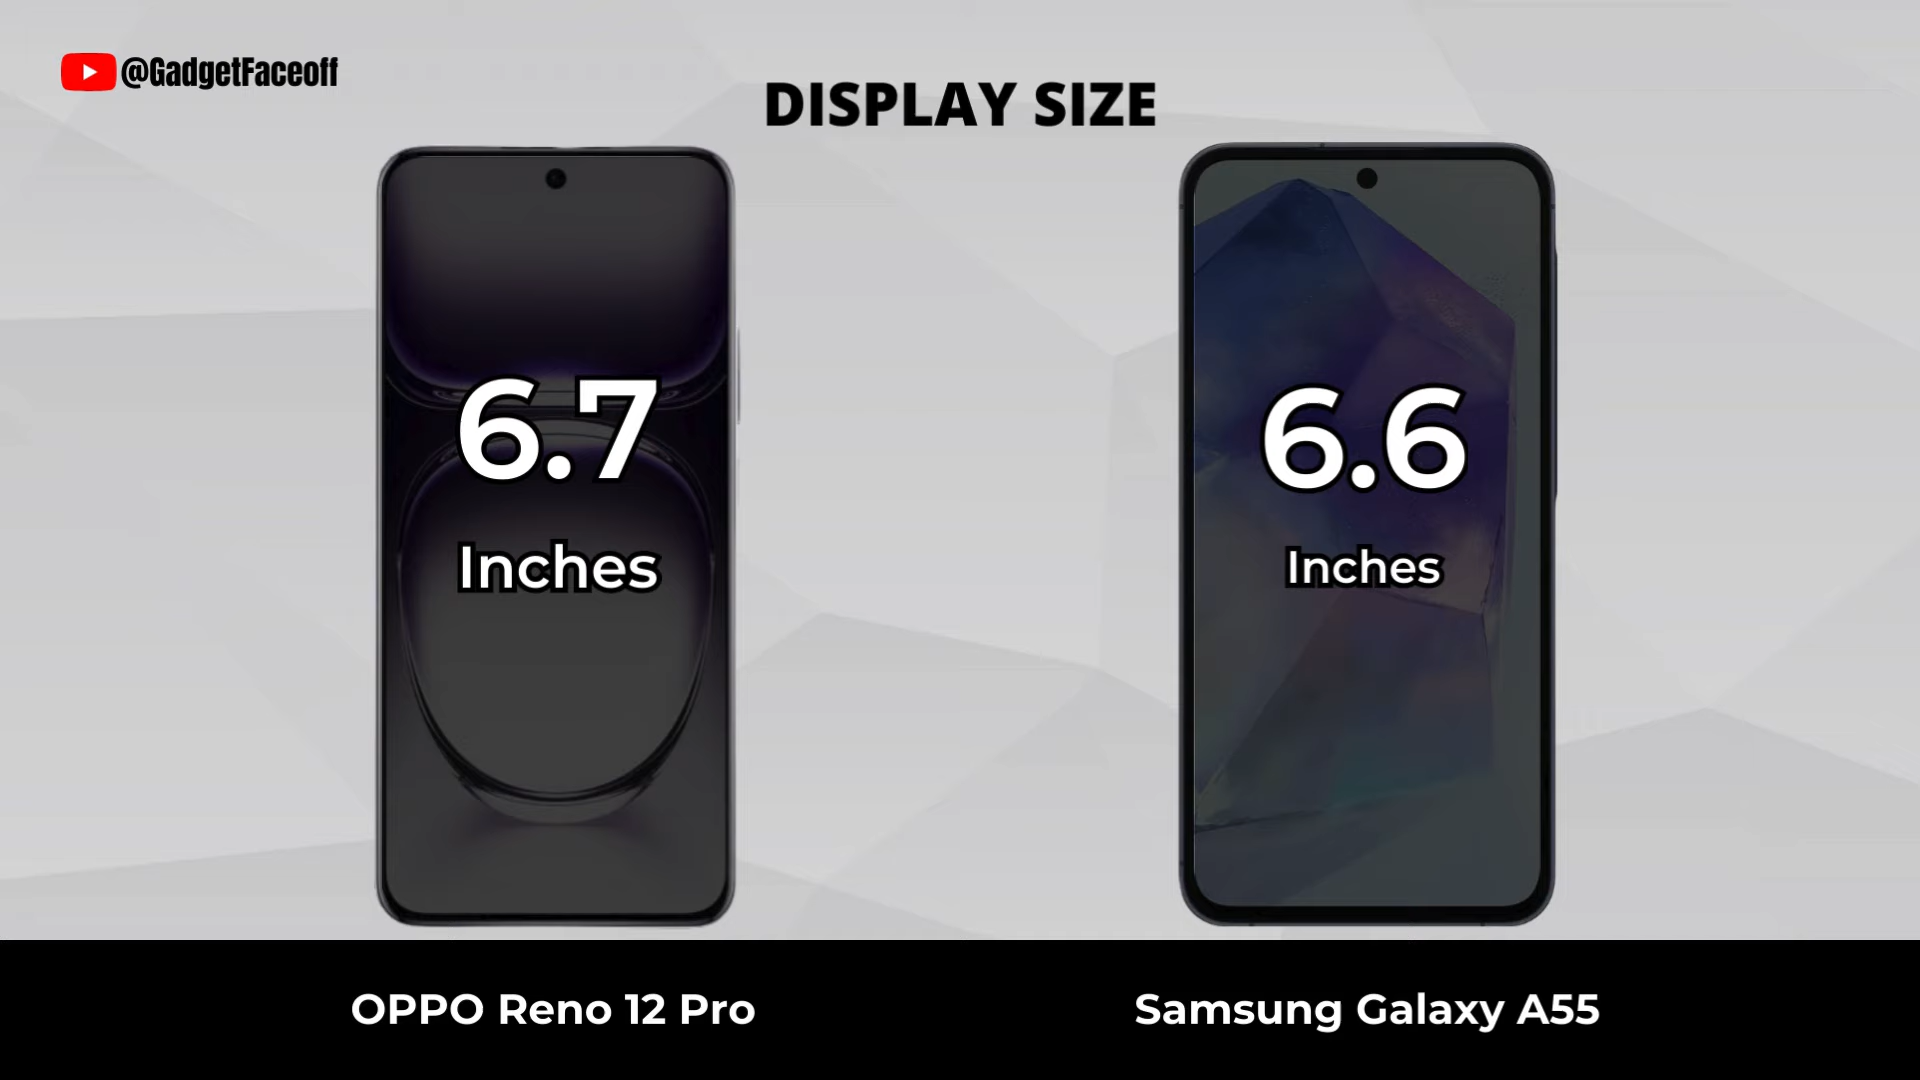 @GadgetFaceoff
DISPLAY SIZE
6.7
Inches
6.6
Inches
OPPO Reno 12 Pro
Samsung Galaxy A55